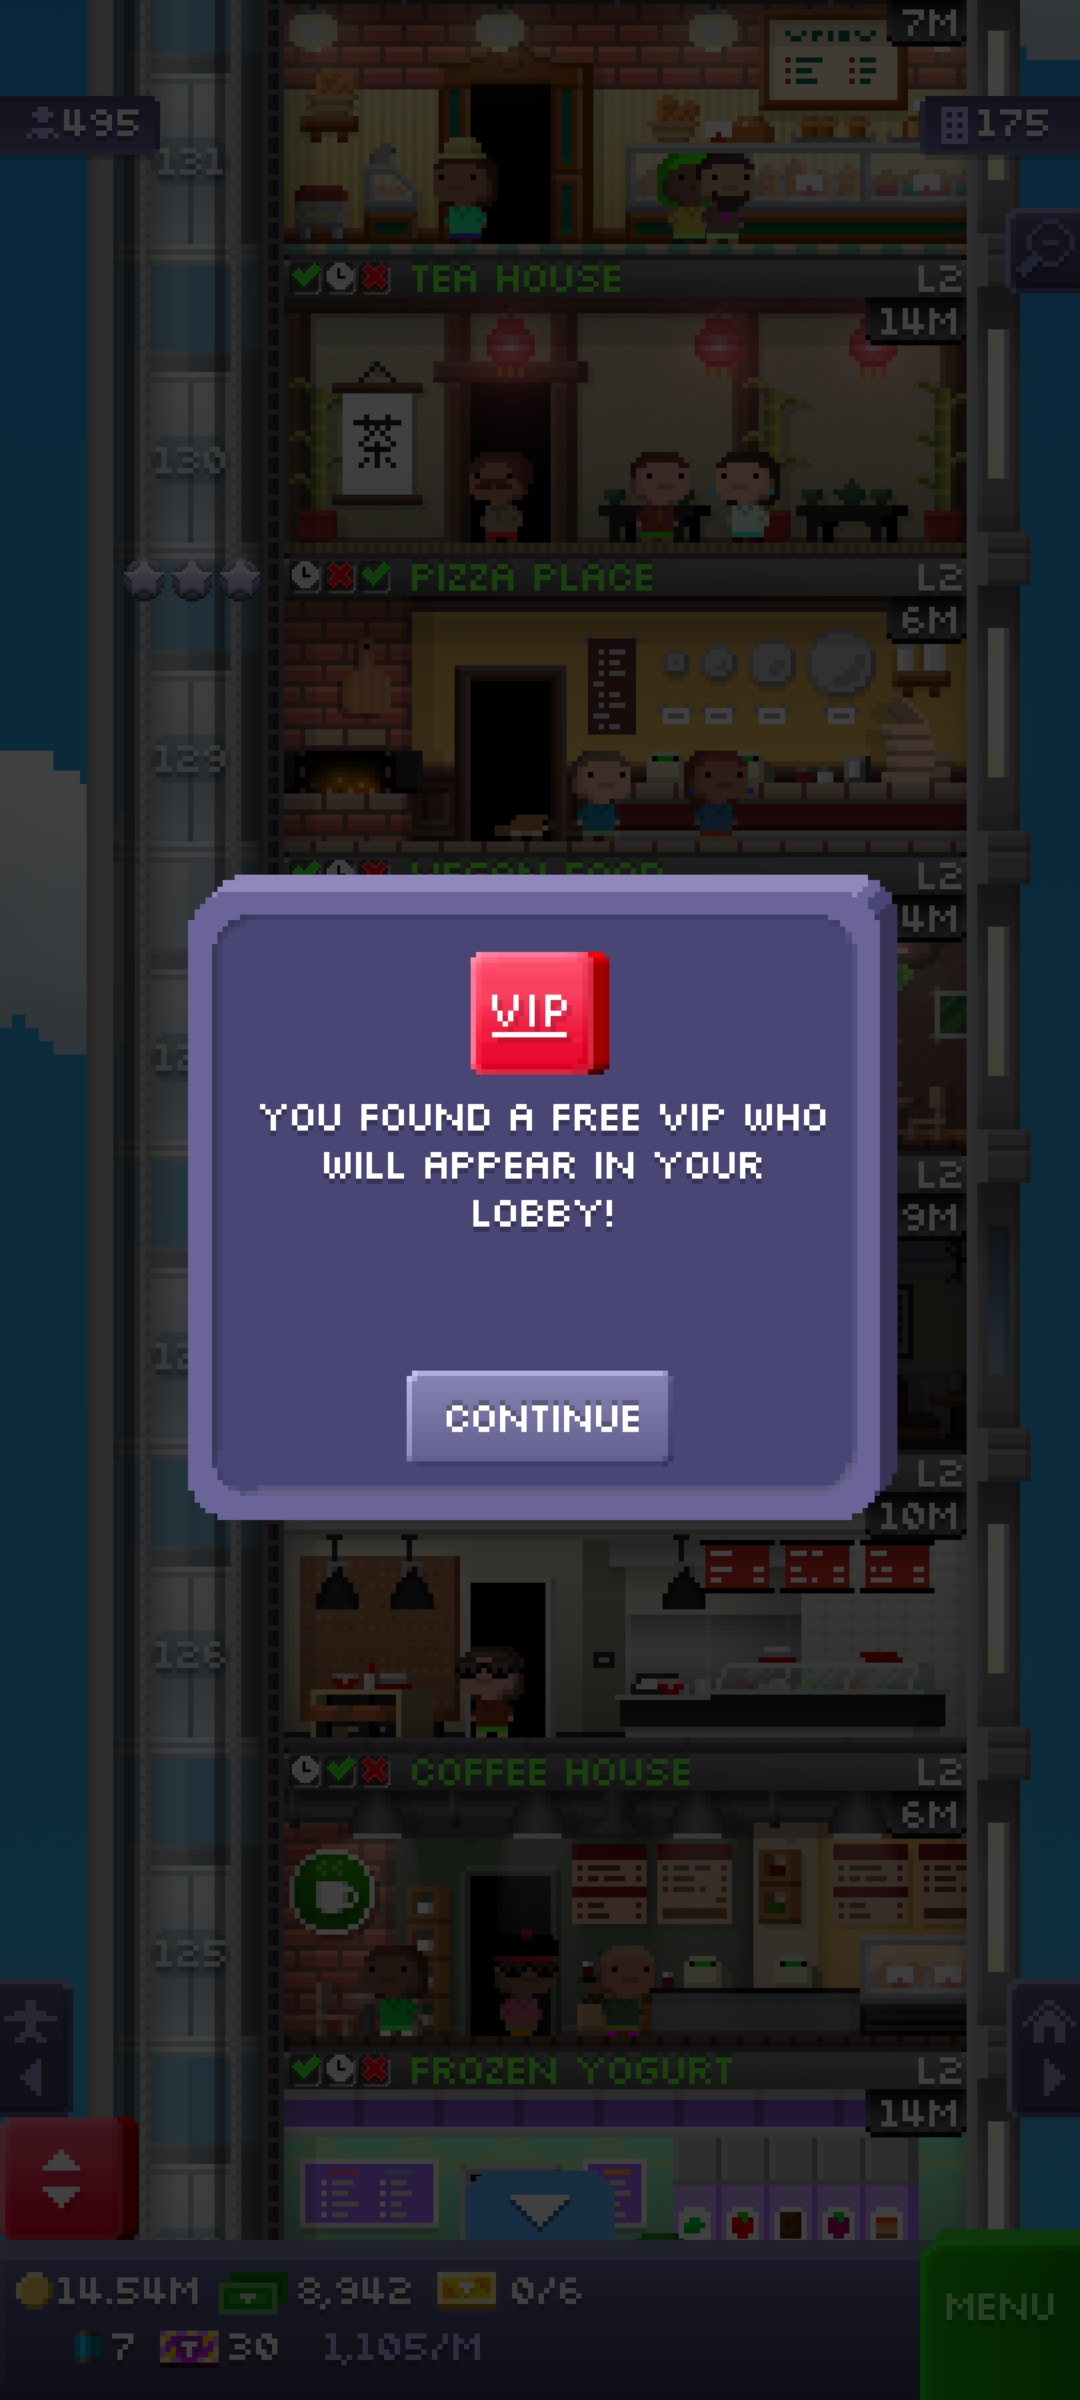 7M
495
175
131
TEA HOUSE
L2
14M
茶
130
PIZZA PLACE
L2
6M
129
VEGAN FOOD
L2
4M
VIP
YOU FOUND A FREE VIP WHO
WILL APPEAR IN YOUR
LOBBY!
L2
9M
CONTINUE
L2
10M
126
COFFEE HOUSE
L2
6M
125
FROZEN YOGURT
L2
14M
14.54M
8,942
0/6
MENU
7
T
30
1,105/M